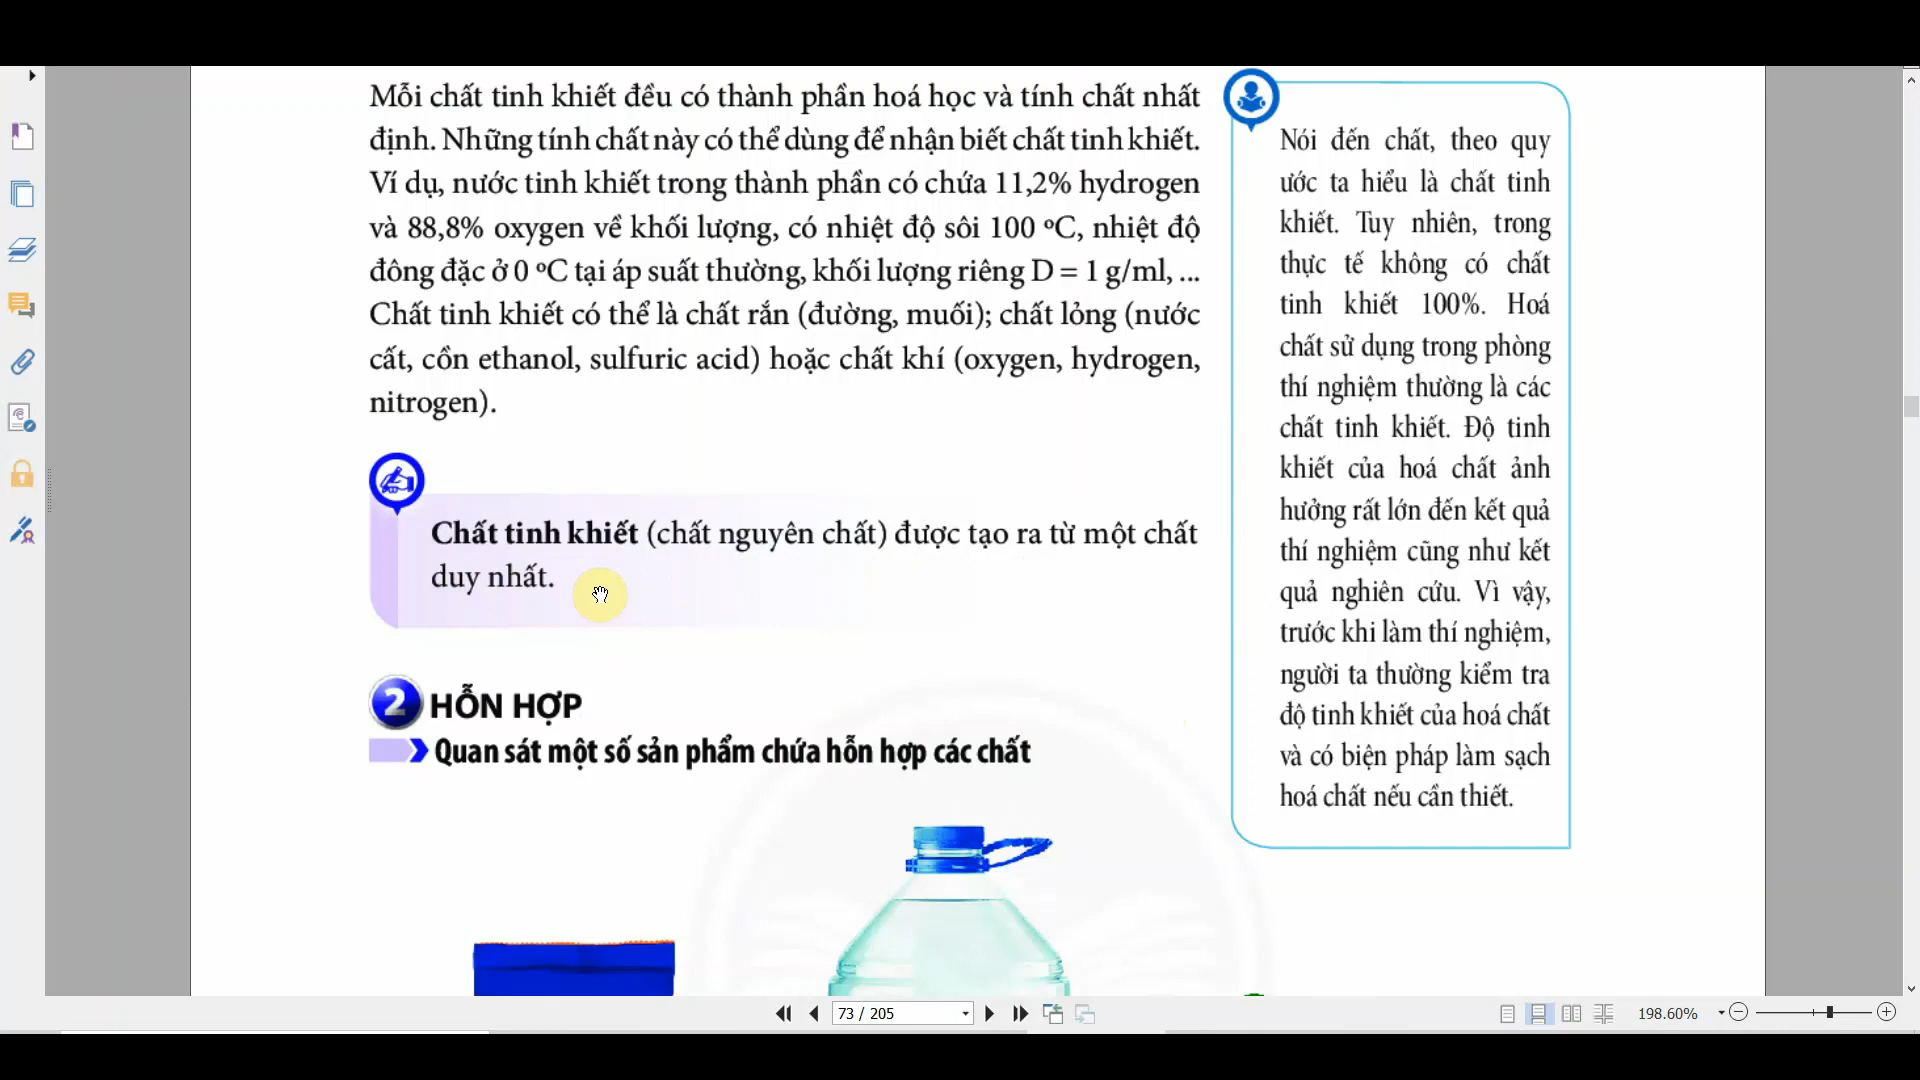 Mỗi chất tinh khiết đều có thành phần hoá học và tính chất nhất
định. Những tính chất này có thể dùng để nhận biết chất tinh khiết.
Ví dụ, nước tinh khiết trong thành phần có chứa 11,2% hydrogen
và 88,8% oxygen về khối lượng, có nhiệt độ sôi 100 ºC, nhiệt độ
đông đặc ở 0 ºC tại áp suất thường, khối lượng riêng D = 1 g/ml, ...
Chất tinh khiết có thể là chất rắn (đường, muối); chất lỏng (nước
cất, cồn ethanol, sulfuric acid) hoặc chất khí (oxygen, hydrogen,
nitrogen).
Chất tinh khiết (chất nguyên chất) được tạo ra từ một chất
duy nhất.
2 HỖN HỢP
Quan sát một số sản phẩm chứa hỗn hợp các chất
Nói đến chất, theo quy
ước ta hiểu là chất tinh
khiết. Tuy nhiên, trong
thực tế không có chất
tinh khiết 100%. Hoá
chất sử dụng trong phòng
thí nghiệm thường là các
chất tinh khiết. Độ tinh
khiết của hoá chất ảnh
hưởng rất lớn đến kết quả
thí nghiệm cũng như kết
quả nghiên cứu. Vì vậy,
trước khi làm thí nghiệm,
người ta thường kiểm tra
độ tinh khiết của hoá chất
và có biện pháp làm sạch
hoá chất nếu cần thiết.
73 / 205
198.60%